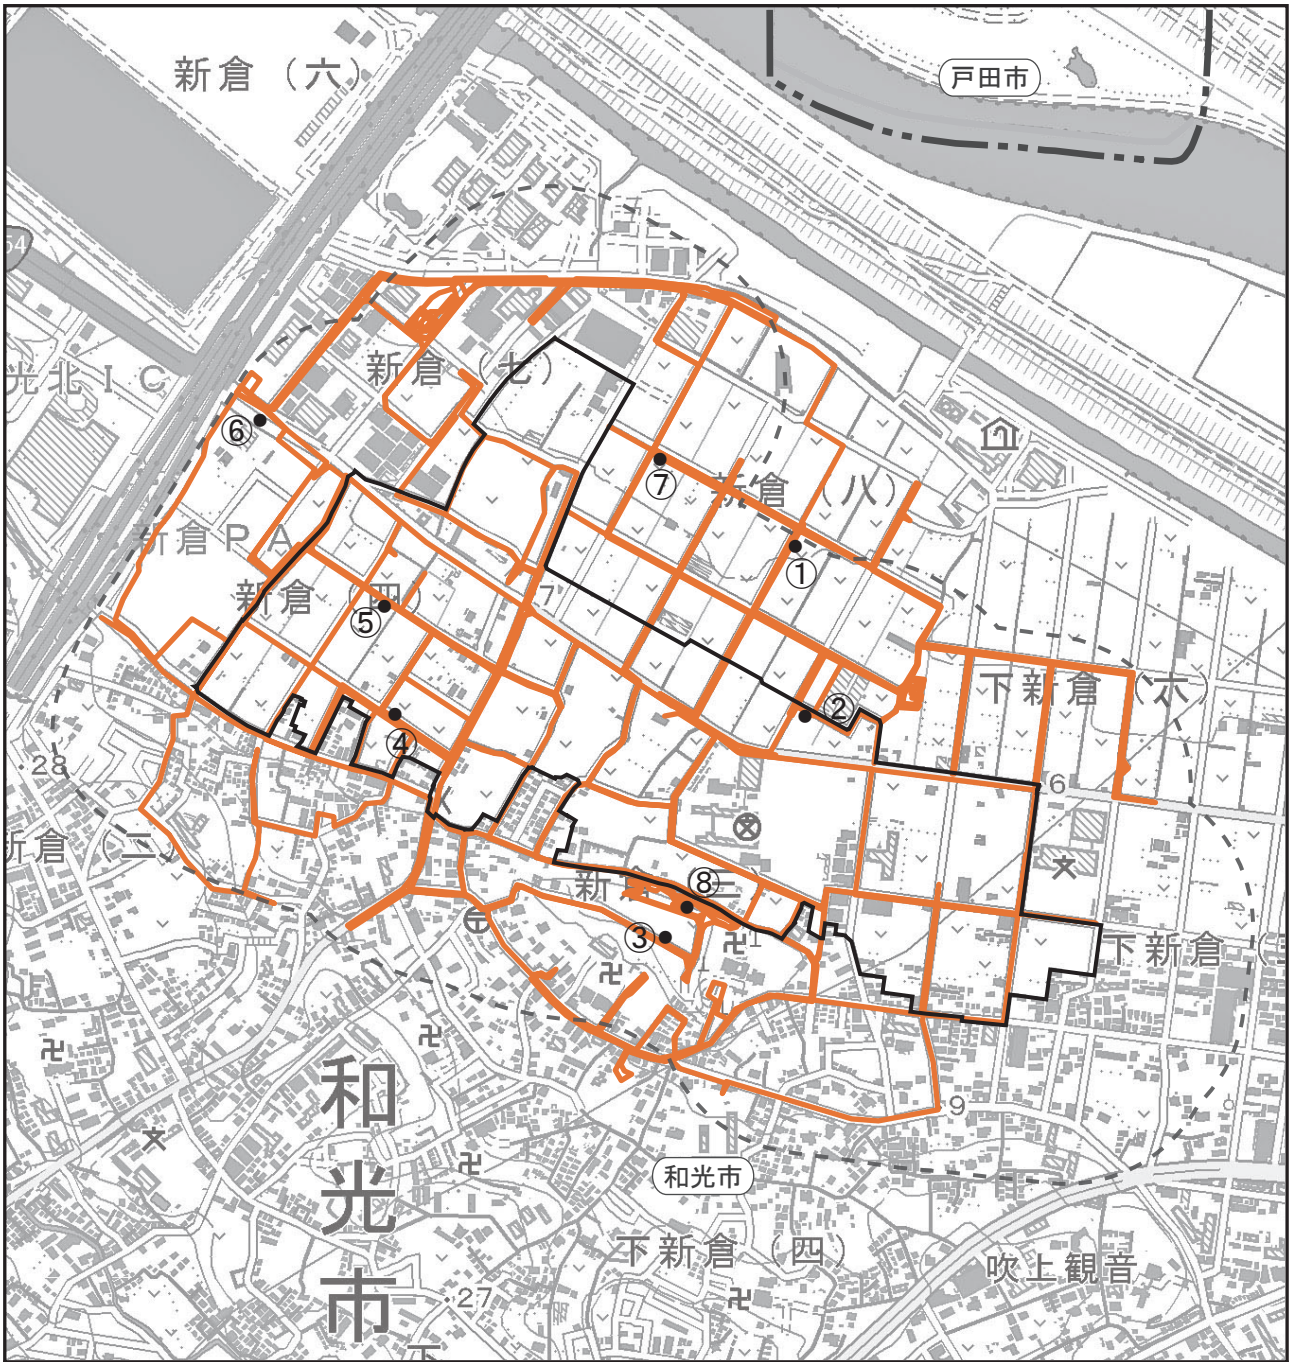 新倉（六）
戸田市
54
光北ＩＣ
新倉（七）
⑥
⑦
新倉（八）
新倉ＰＡ
①
新倉（四）
7
⑤
下新倉（六）
②
④
28
6
新倉（二）
⑧
③
下新倉
和
光
市
9
和光市
下新倉（四）
吹上観音
27